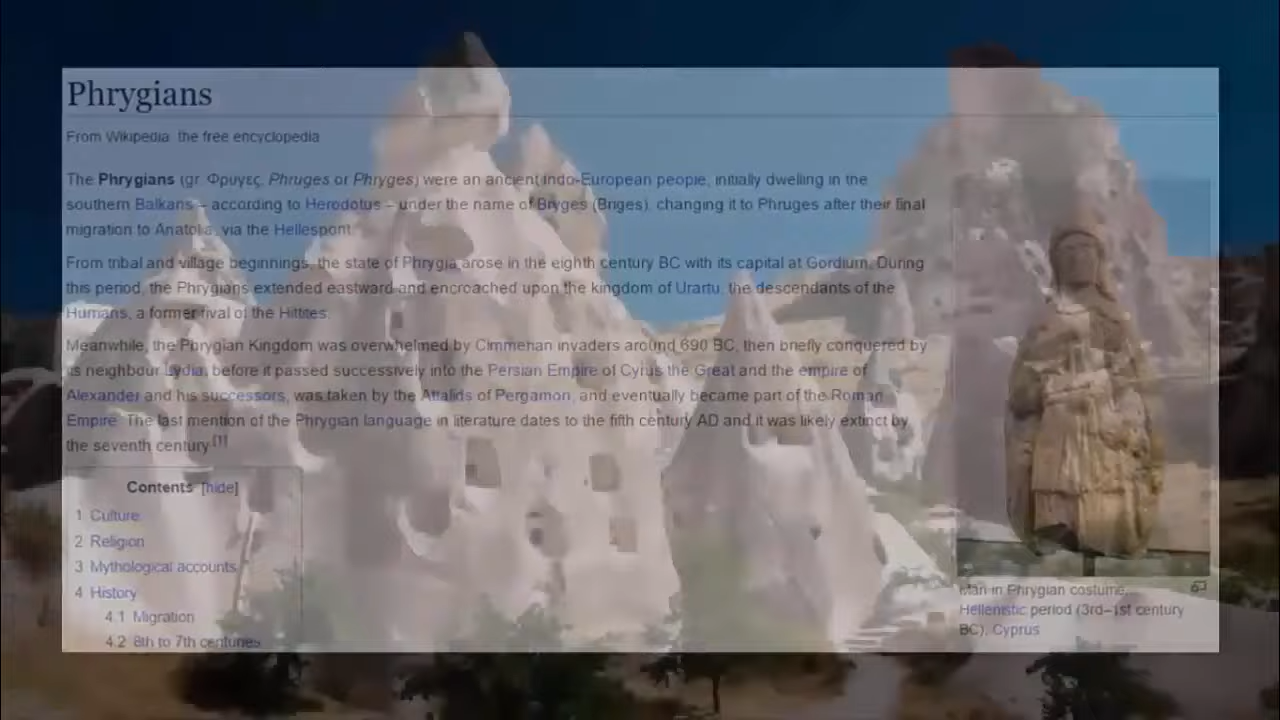 Phrygians
From Wikipedia, the free encyclopedia
The Phrygians (gr. Φρυγες, Phruges or Phryges) were an ancient Indo-European people, initially dwelling in the
southern Balkans – according to Herodotus – under the name of Bryges (Briges), changing it to Phruges after their final
migration to Anatolia, via the Hellespont.
From tribal and village beginnings, the state of Phrygia arose in the eighth century BC with its capital at Gordium. During
this period, the Phrygians extended eastward and encroached upon the kingdom of Urartu, the descendants of the
Humans, a former rival of the Hittites.
Meanwhile, the Phrygian Kingdom was overwhelmed by Cimmerian invaders around 690 BC, then briefly conquered by
its neighbour Lydia, before it passed successively into the Persian Empire of Cyrus the Great and the empire of
Alexander and his successors, was taken by the Attalids of Pergamon, and eventually became part of the Roman
Empire. The last mention of the Phrygian language in literature dates to the fifth century AD and it was likely extinct by
the seventh century.[1]
Contents [hide]
1 Culture
2 Religion
3 Mythological accounts
4 History
4.1 Migration
4.2 8th to 7th centuries
Man in Phrygian costume,
Hellenistic period (3rd–1st century
BC), Cyprus